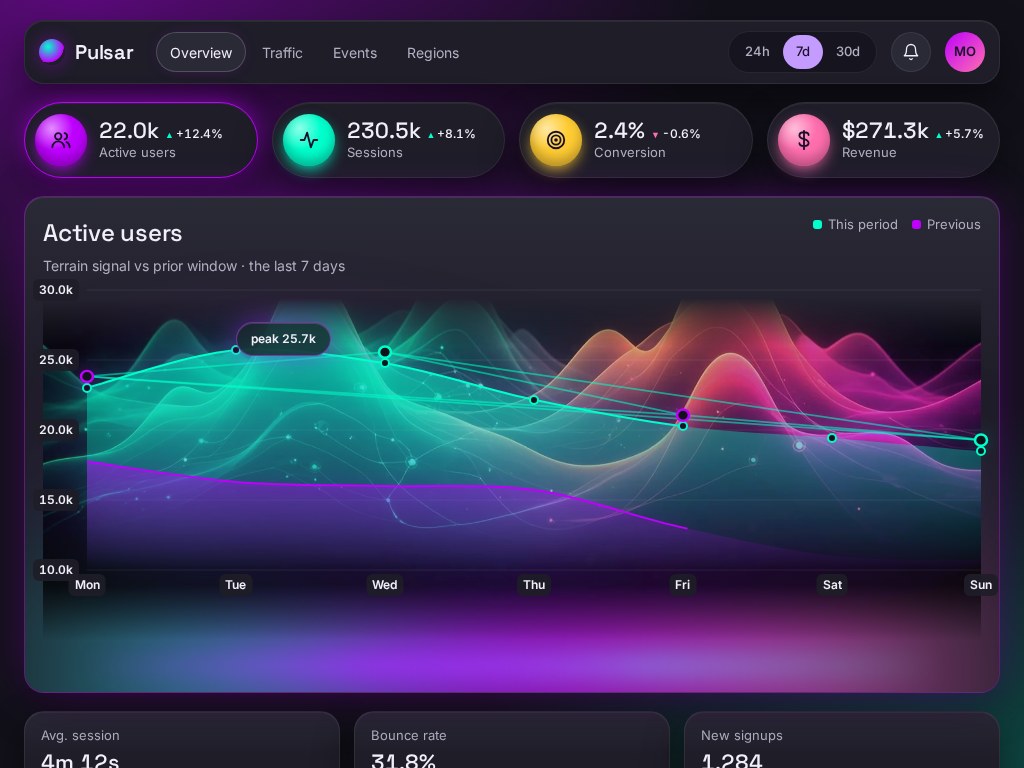 Pulsar
Overview
Traffic
Events
Regions
24h
7d
30d
MO
22.0k ▲ +12.4%
Active users
230.5k ▲ +8.1%
Sessions
2.4% ▼ -0.6%
Conversion
$271.3k ▲ +5.7%
Revenue
Active users
This period
Previous
Terrain signal vs prior window · the last 7 days
30.0k
peak 25.7k
25.0k
20.0k
15.0k
10.0k
Mon
Tue
Wed
Thu
Fri
Sat
Sun
Avg. session
4m 12s
Bounce rate
31.8%
New signups
1,284